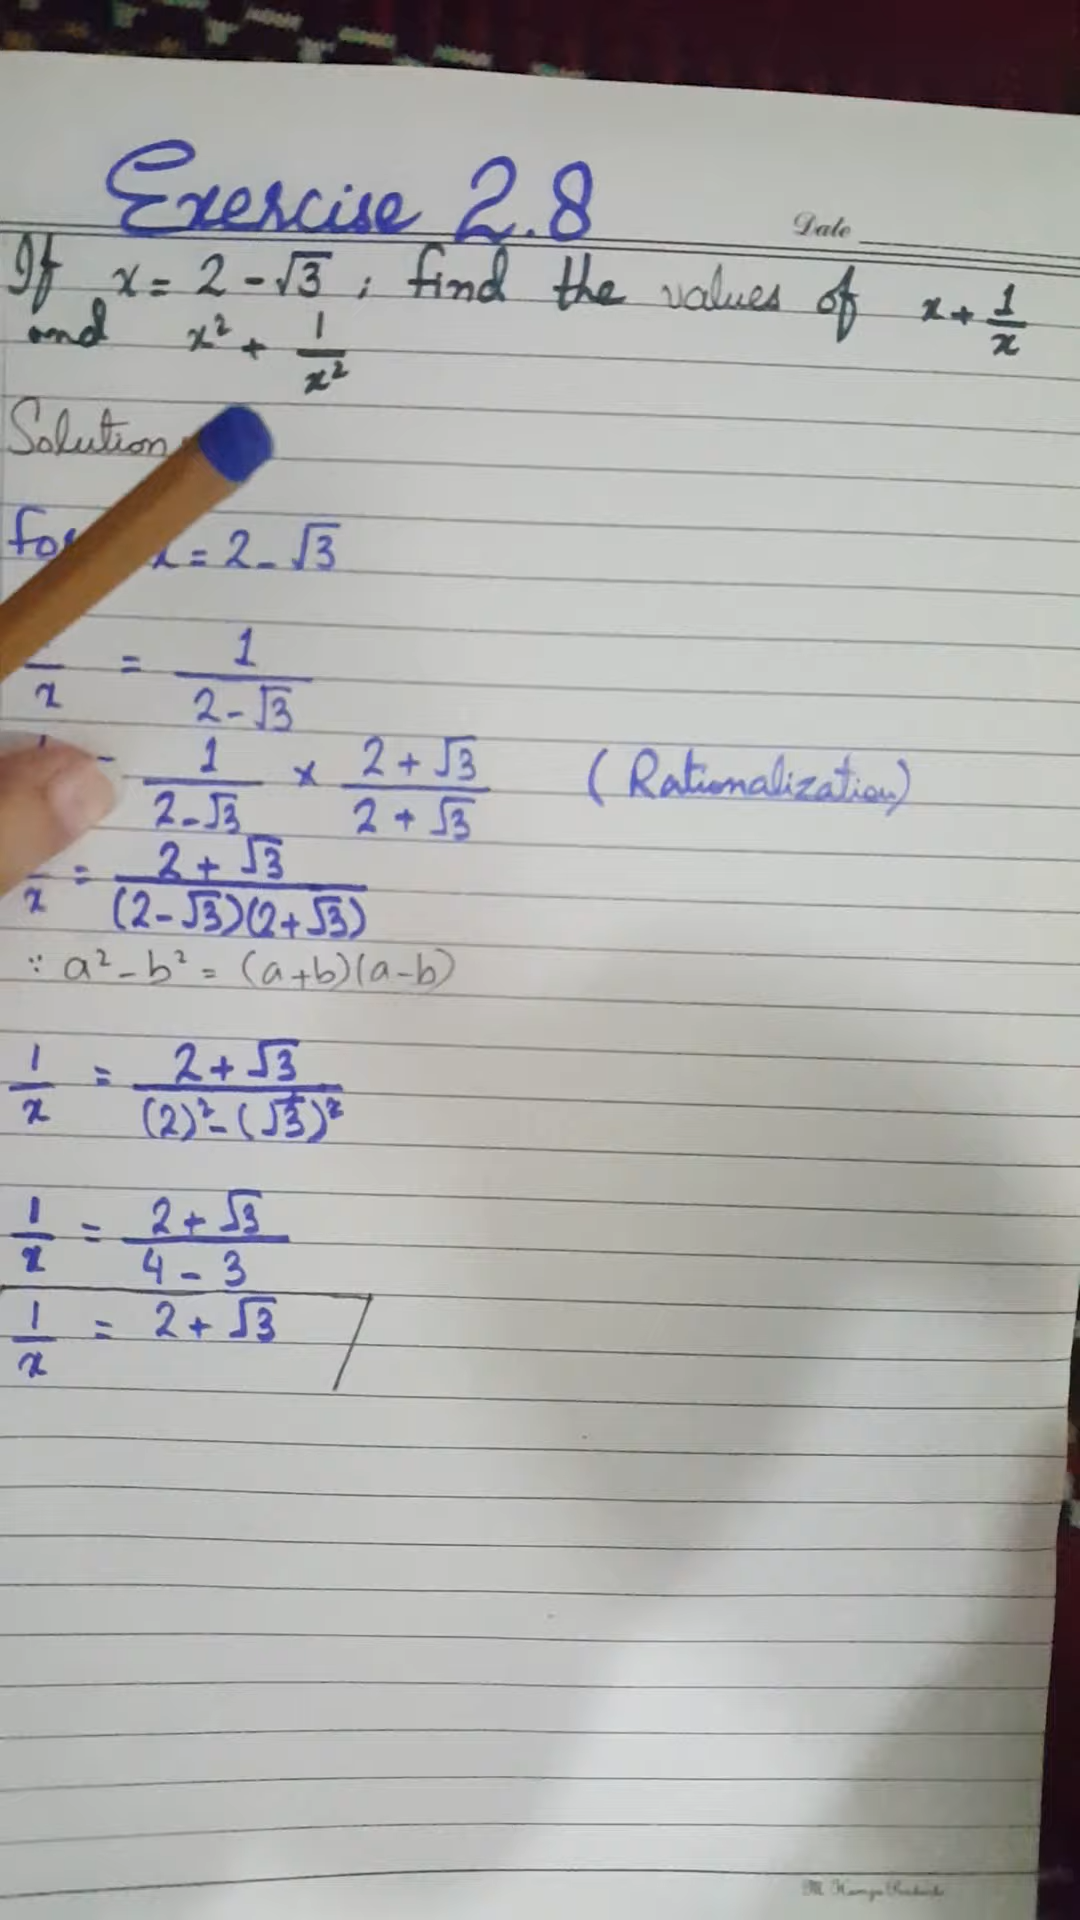 Exercise 2.8
Date
If x = 2 - √3 ; find the values of x + 1/x
and x² + 1/x²
Solution
For x = 2 - √3
/x = 1/(2 - √3)
= 1/(2 - √3) × (2 + √3)/(2 + √3) (Rationalization)
/x = (2 + √3)/((2 - √3)(2 + √3))
∵ a² - b² = (a+b)(a-b)
1/x = (2 + √3)/((2)² - (√3)²)
1/x = (2 + √3)/(4 - 3)
1/x = 2 + √3